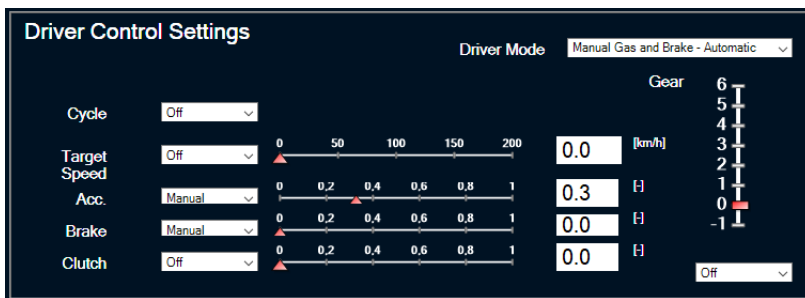 Driver Control Settings
Driver Mode Manual Gas and Brake - Automatic
Gear
6
5
4
3
2
1
0
-1
Off
Cycle Off
Target Speed Off 0 50 100 150 200 0.0 [km/h]
Acc. Manual 0 0,2 0,4 0,6 0,8 1 0.3 [-]
Brake Manual 0 0,2 0,4 0,6 0,8 1 0.0 [-]
Clutch Off 0 0,2 0,4 0,6 0,8 1 0.0 [-]